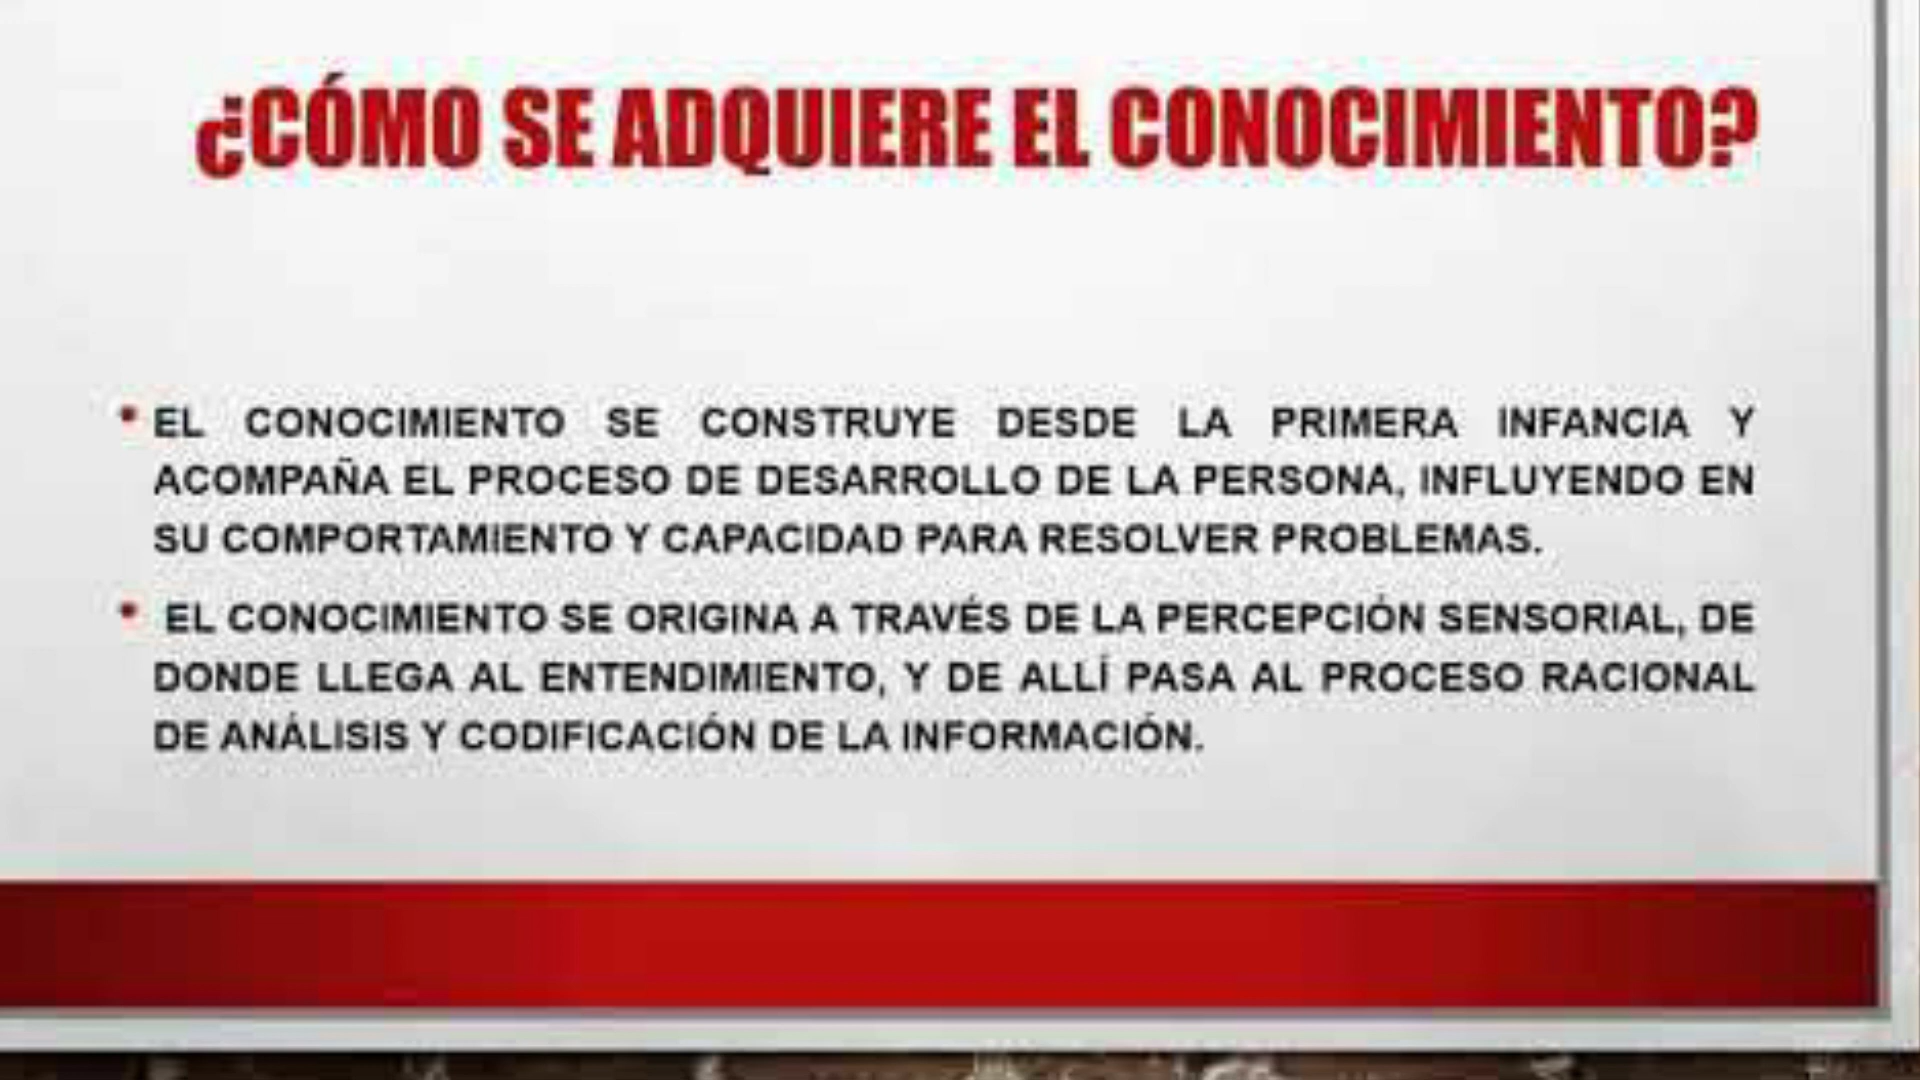 ¿CÓMO SE ADQUIERE EL CONOCIMIENTO?
• EL CONOCIMIENTO SE CONSTRUYE DESDE LA PRIMERA INFANCIA Y
ACOMPAÑA EL PROCESO DE DESARROLLO DE LA PERSONA, INFLUYENDO EN
SU COMPORTAMIENTO Y CAPACIDAD PARA RESOLVER PROBLEMAS.
• EL CONOCIMIENTO SE ORIGINA A TRAVÉS DE LA PERCEPCIÓN SENSORIAL, DE
DONDE LLEGA AL ENTENDIMIENTO, Y DE ALLÍ PASA AL PROCESO RACIONAL
DE ANÁLISIS Y CODIFICACIÓN DE LA INFORMACIÓN.